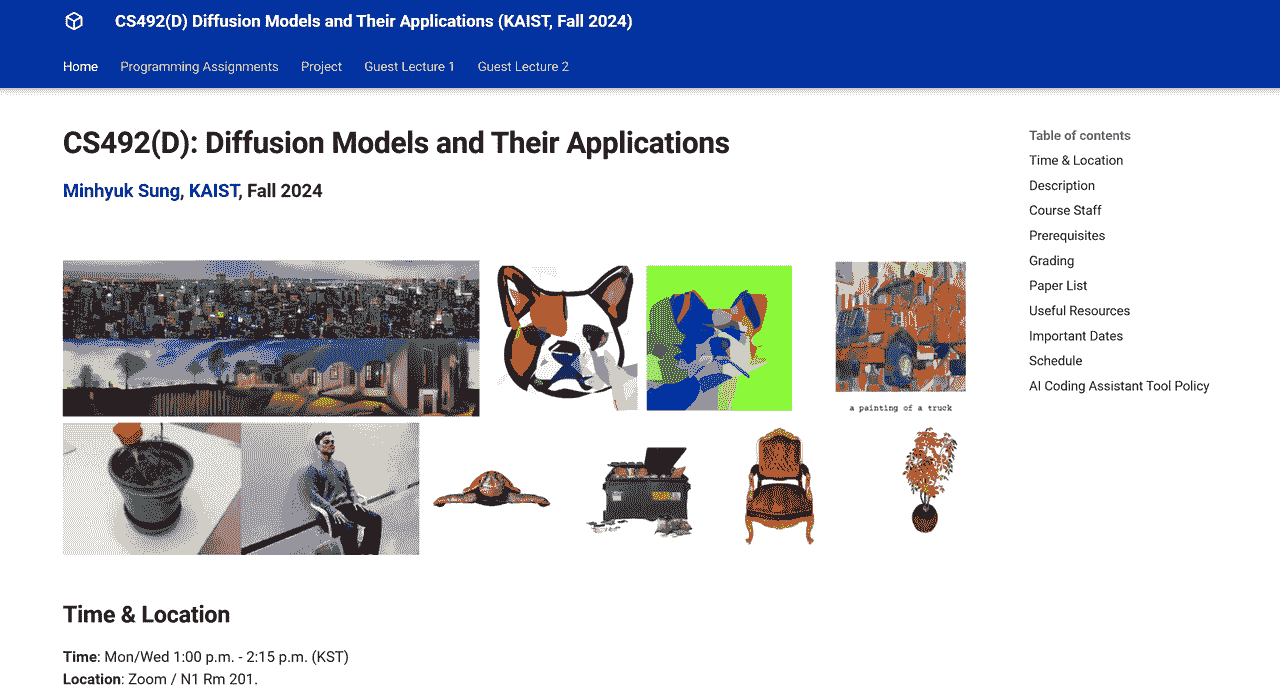 CS492(D) Diffusion Models and Their Applications (KAIST, Fall 2024)
Home Programming Assignments Project Guest Lecture 1 Guest Lecture 2
CS492(D): Diffusion Models and Their Applications
Minhyuk Sung, KAIST, Fall 2024
a painting of a truck
Time & Location
Time: Mon/Wed 1:00 p.m. - 2:15 p.m. (KST)
Location: Zoom / N1 Rm 201.
Table of contents
Time & Location
Description
Course Staff
Prerequisites
Grading
Paper List
Useful Resources
Important Dates
Schedule
AI Coding Assistant Tool Policy